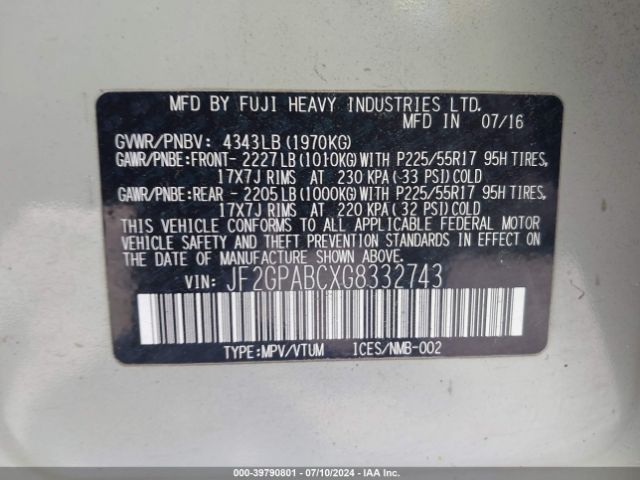 MFD BY FUJI HEAVY INDUSTRIES LTD.
IN 07/16
GVWR/PNBV: 4343LB (1970KG)
GAWR/PNBE:FRONT- 2227LB (1010KG) WITH P225/55R17 95H TIRES,
17X7J RIMS AT 230 KPA (33 PSI) COLD
GAWR/PNBE:REAR - 2205LB (1000KG) WITH P225/55R17 95H TIRES,
17X7J RIMS AT 220 KPA (32 PSI) COLD
THIS VEHICLE CONFORMS TO ALL APPLICABLE FEDERAL MOTOR
VEHICLE SAFETY AND THEFT PREVENTION STANDARDS
IN EFFECT ON THE DATE OF MANUFACTURE
SHOWN ABOVE.
VIN: JF2GPABCXG8332743
TYPE:MPV/VTUM ICES/NMB-002
000-39790801 - 07/10/2024 - IAAI.COM